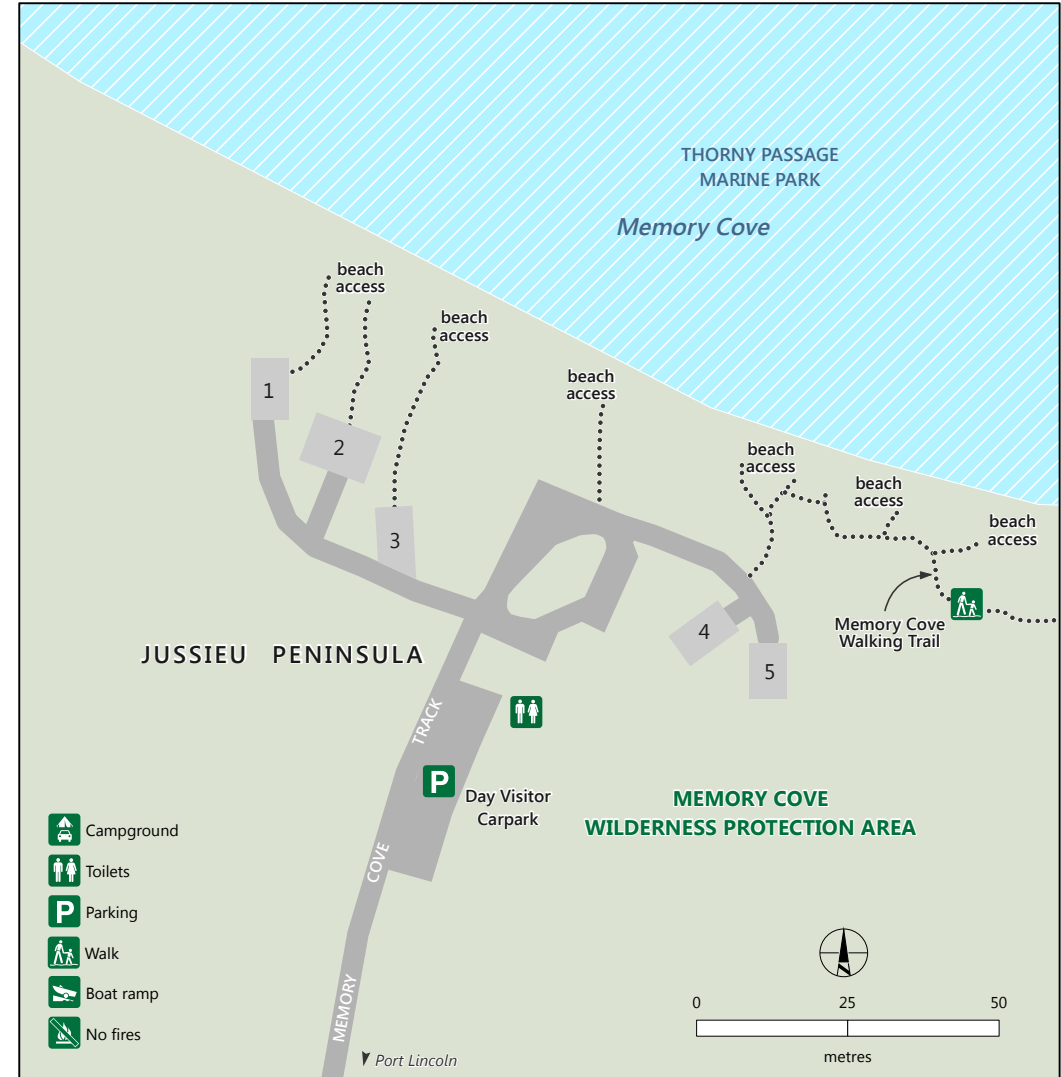 THORNY PASSAGE
MARINE PARK
Memory Cove
beach
access
beach
access
beach
access
beach
access
beach
access
beach
access
1
2
3
4
5
Memory Cove
Walking Trail
JUSSIEU PENINSULA
MEMORY COVE TRACK
P
Day Visitor
Carpark
MEMORY COVE
WILDERNESS PROTECTION AREA
Campground
Toilets
P
Parking
Walk
Boat ramp
No fires
N
0 25 50
metres
Port Lincoln